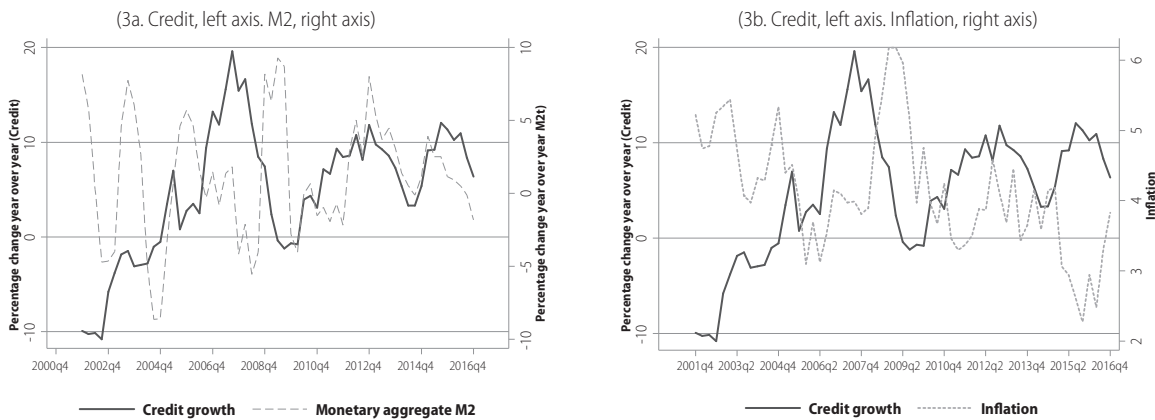 (3a. Credit, left axis. M2, right axis)
Percentage change year over year (Credit)
20
10
0
-10
10
5
0
-5
-10
Percentage change year over year M2t)
2000q4 2002q4 2004q4 2006q4 2008q4 2010q4 2012q4 2014q4 2016q4
Credit growth Monetary aggregate M2
(3b. Credit, left axis. Inflation, right axis)
Percentage change year over year (Credit)
20
10
0
-10
6
5
4
3
2
Inflation
2001q4 2003q2 2004q4 2006q2 2007q4 2009q2 2010q4 2012q2 2013q4 2015q2 2016q4
Credit growth Inflation